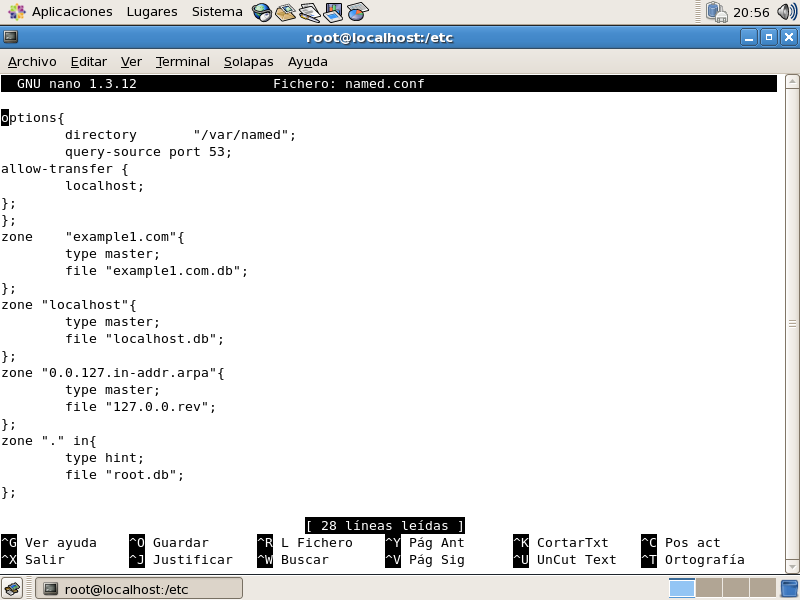 Aplicaciones Lugares Sistema 20:56
root@localhost:/etc
Archivo Editar Ver Terminal Solapas Ayuda
GNU nano 1.3.12 Fichero: named.conf
options{
directory "/var/named";
query-source port 53;
allow-transfer {
localhost;
};
};
zone "example1.com"{
type master;
file "example1.com.db";
};
zone "localhost"{
type master;
file "localhost.db";
};
zone "0.0.127.in-addr.arpa"{
type master;
file "127.0.0.rev";
};
zone "." in{
type hint;
file "root.db";
};
[ 28 líneas leídas ]
^G Ver ayuda ^O Guardar ^R L Fichero ^Y Pág Ant ^K CortarTxt ^C Pos act
^X Salir ^J Justificar ^W Buscar ^V Pág Sig ^U UnCut Text ^T Ortografía
root@localhost:/etc